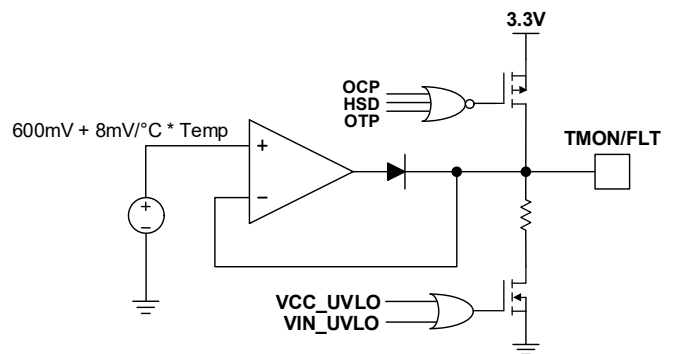 3.3V
OCP
HSD
OTP
600mV + 8mV/°C * Temp
TMON/FLT
+
−
+
−
VCC_UVLO
VIN_UVLO